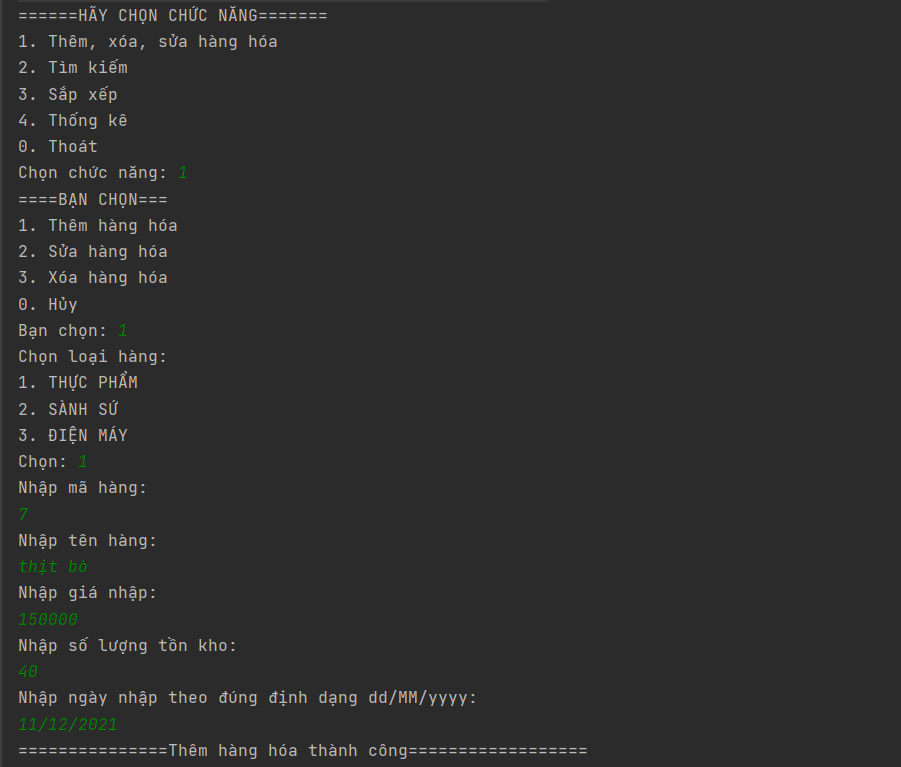 ======HÃY CHỌN CHỨC NĂNG=======
1. Thêm, xóa, sửa hàng hóa
2. Tìm kiếm
3. Sắp xếp
4. Thống kê
0. Thoát
Chọn chức năng: 1
====BẠN CHỌN===
1. Thêm hàng hóa
2. Sửa hàng hóa
3. Xóa hàng hóa
0. Hủy
Bạn chọn: 1
Chọn loại hàng:
1. THỰC PHẨM
2. SÀNH SỨ
3. ĐIỆN MÁY
Chọn: 1
Nhập mã hàng:
7
Nhập tên hàng:
thịt bò
Nhập giá nhập:
150000
Nhập số lượng tồn kho:
40
Nhập ngày nhập theo đúng định dạng dd/MM/yyyy:
11/12/2021
===============Thêm hàng hóa thành công==================